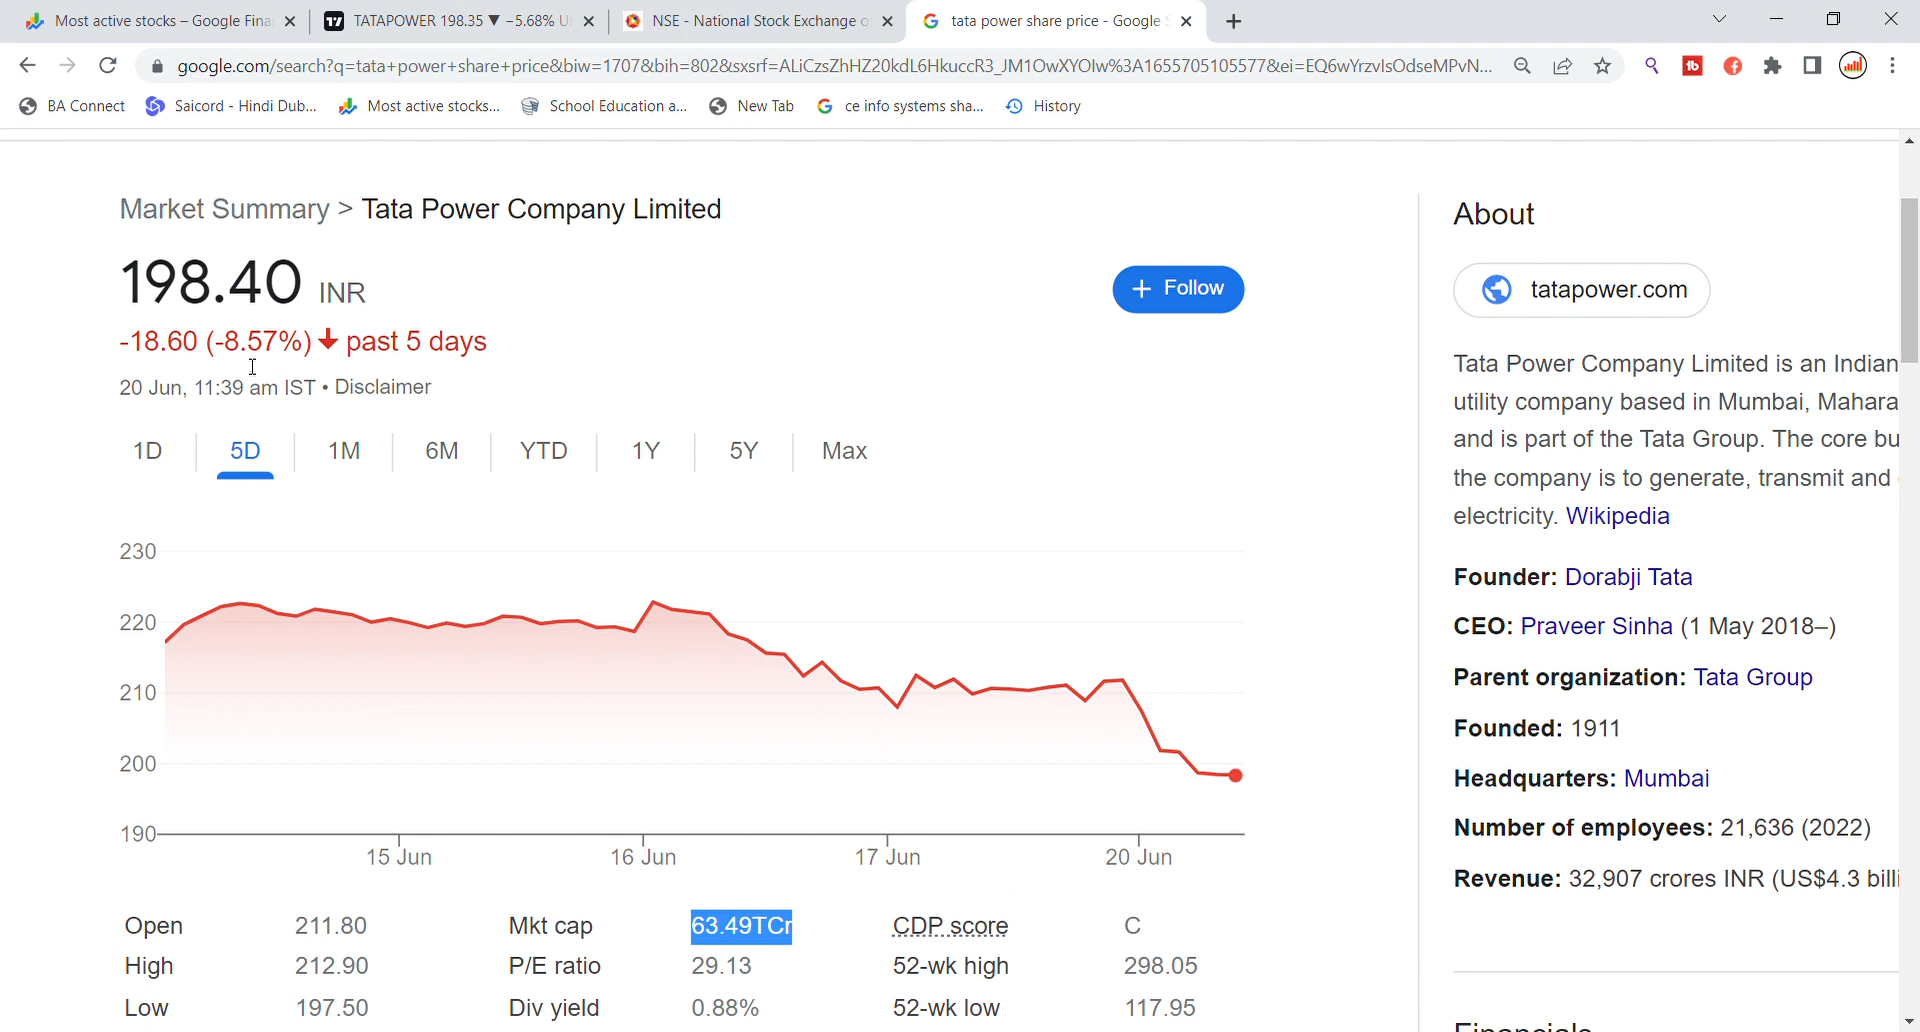 Most active stocks – Google Fina
TATAPOWER 198.35 ▼ −5.68% U
NSE - National Stock Exchange o
tata power share price - Google S
google.com/search?q=tata+power+share+price&biw=1707&bih=802&sxsrf=ALiCzsZhHZ20kdL6HkuccR3_JM1OwXYOIw%3A1655705105577&ei=EQ6wYrzvIsOdseMPvN...
BA Connect
Saicord - Hindi Dub...
Most active stocks...
School Education a...
New Tab
ce info systems sha...
History
Market Summary > Tata Power Company Limited
198.40 INR
+ Follow
-18.60 (-8.57%) ↓ past 5 days
20 Jun, 11:39 am IST • Disclaimer
1D 5D 1M 6M YTD 1Y 5Y Max
230
220
210
200
190
15 Jun 16 Jun 17 Jun 20 Jun
Open 211.80 Mkt cap 63.49TCr CDP score C
High 212.90 P/E ratio 29.13 52-wk high 298.05
Low 197.50 Div yield 0.88% 52-wk low 117.95
About
tatapower.com
Tata Power Company Limited is an Indian
utility company based in Mumbai, Mahara
and is part of the Tata Group. The core bu
the company is to generate, transmit and
electricity. Wikipedia
Founder: Dorabji Tata
CEO: Praveer Sinha (1 May 2018–)
Parent organization: Tata Group
Founded: 1911
Headquarters: Mumbai
Number of employees: 21,636 (2022)
Revenue: 32,907 crores INR (US$4.3 billi